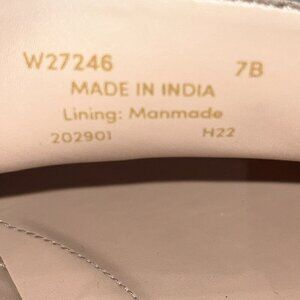 W27246 7B
MADE IN INDIA
Lining: Manmade
202901 H22